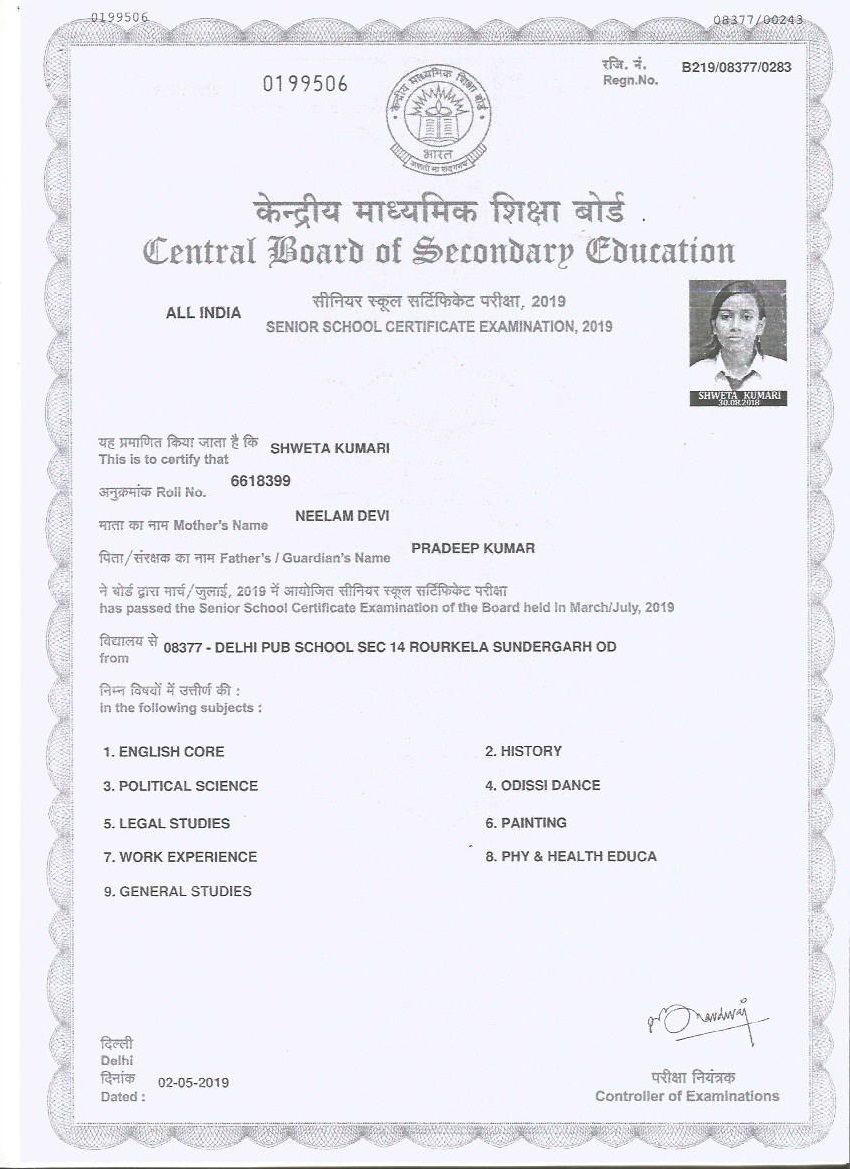 0199506 08377/00243
0199506
रजि. नं. B219/08377/0283
Regn.No.
केन्द्रीय माध्यमिक शिक्षा बोर्ड
भारत
असतो मा सद्गमय
केन्द्रीय माध्यमिक शिक्षा बोर्ड
Central Board of Secondary Education
ALL INDIA
सीनियर स्कूल सर्टिफिकेट परीक्षा, 2019
SENIOR SCHOOL CERTIFICATE EXAMINATION, 2019
SHWETA KUMARI
30.08.2018
यह प्रमाणित किया जाता है कि SHWETA KUMARI
This is to certify that
अनुक्रमांक Roll No. 6618399
माता का नाम Mother's Name NEELAM DEVI
पिता/संरक्षक का नाम Father's / Guardian's Name PRADEEP KUMAR
ने बोर्ड द्वारा मार्च/जुलाई, 2019 में आयोजित सीनियर स्कूल सर्टिफिकेट परीक्षा
has passed the Senior School Certificate Examination of the Board held in March/July, 2019
विद्यालय से 08377 - DELHI PUB SCHOOL SEC 14 ROURKELA SUNDERGARH OD
from
निम्न विषयों में उत्तीर्ण की :
in the following subjects :
1. ENGLISH CORE 2. HISTORY
3. POLITICAL SCIENCE 4. ODISSI DANCE
5. LEGAL STUDIES 6. PAINTING
7. WORK EXPERIENCE 8. PHY & HEALTH EDUCA
9. GENERAL STUDIES
दिल्ली
Delhi
दिनांक 02-05-2019
Dated :
परीक्षा नियंत्रक
Controller of Examinations